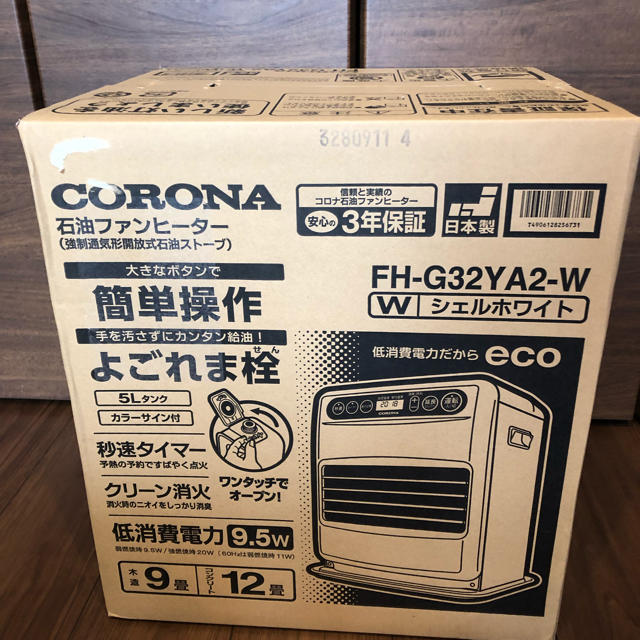 3280911 4
CORONA
石油ファンヒーター
(強制通気形開放式石油ストーブ)
信頼と実績の
コロナ石油ファンヒーター
安心の 3年保証
日本製
T4906128256731
FH-G32YA2-W
W シェルホワイト
大きなボタンで
簡単操作
手を汚さずにカンタン給油!
よごれま栓
せん
5Lタンク
カラーサイン付
ワンタッチで
オープン!
秒速タイマー
予熱の予約ですばやく点火
クリーン消火
消火時のニオイをしっかり消臭
低消費電力 9.5W
弱燃焼時9.5W/強燃焼時20W (60Hzは弱燃焼時11W)
木造 9畳 コンクリート 12畳
低消費電力だから eco
運転
CORONA